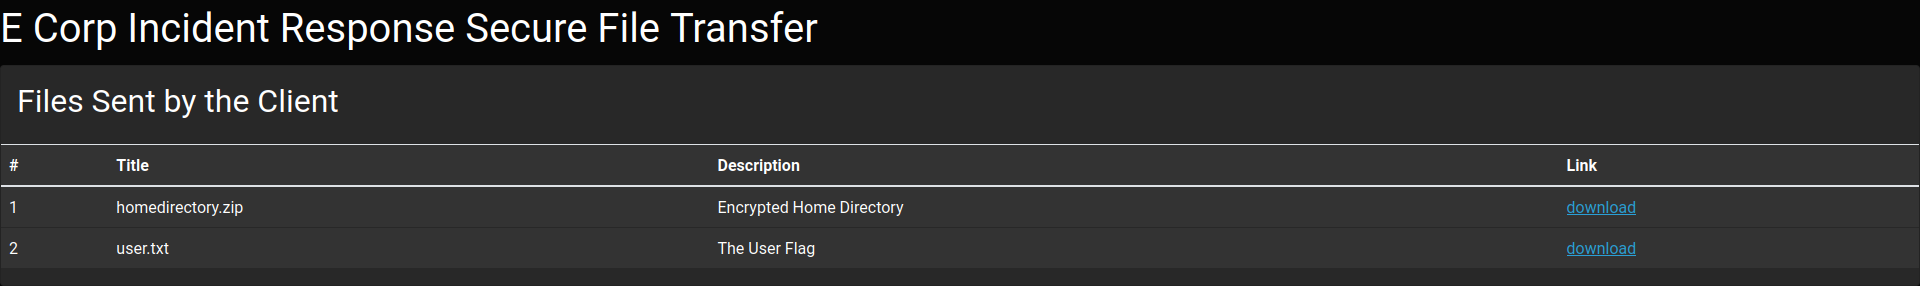 E Corp Incident Response Secure File Transfer
Files Sent by the Client
# Title Description Link
1 homedirectory.zip Encrypted Home Directory download
2 user.txt The User Flag download